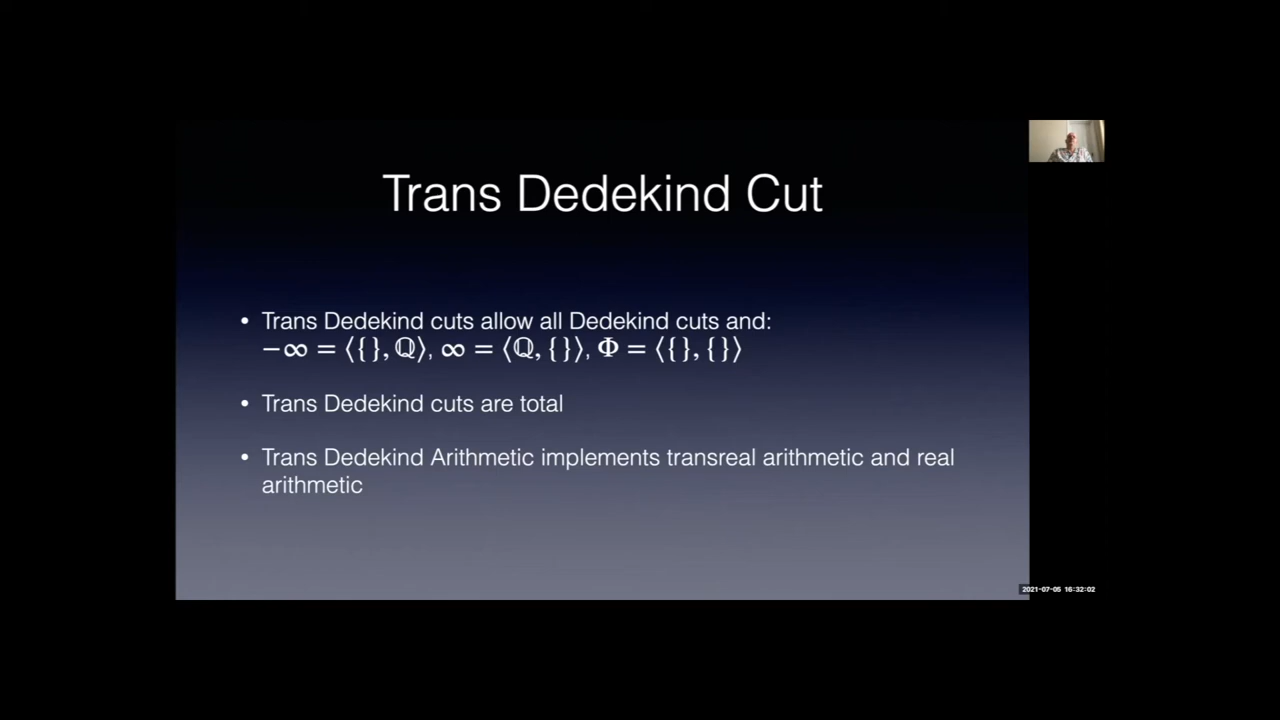 Trans Dedekind Cut
• Trans Dedekind cuts allow all Dedekind cuts and:
−∞ = ⟨{}, ℚ⟩, ∞ = ⟨ℚ, {}⟩, Φ = ⟨{}, {}⟩
• Trans Dedekind cuts are total
• Trans Dedekind Arithmetic implements transreal arithmetic and real
arithmetic
2021-07-05 16:32:02